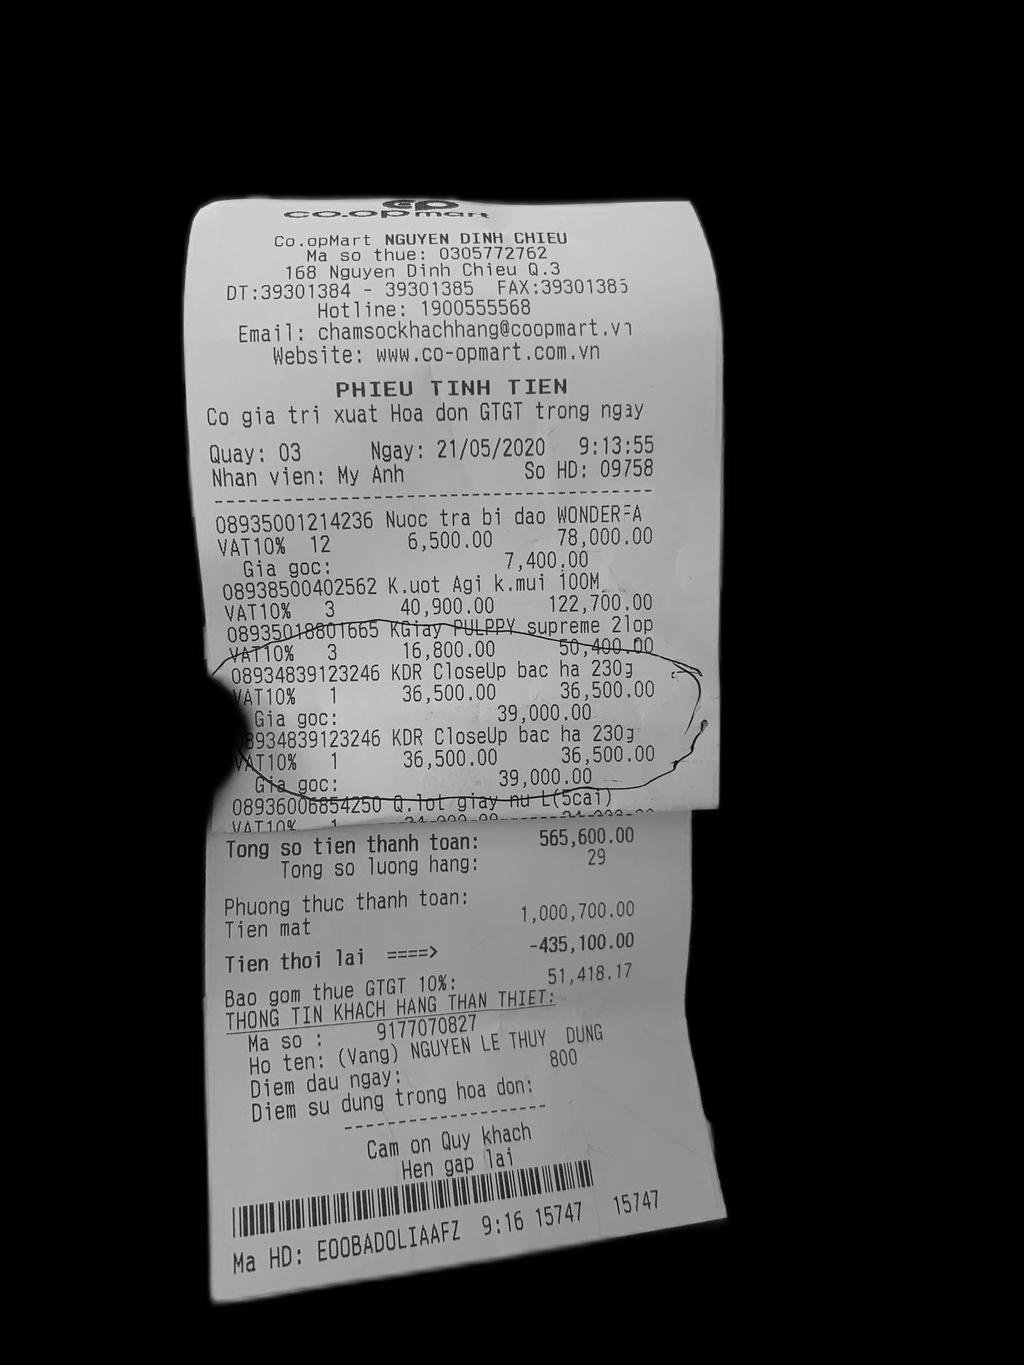 co.opmart
Co.opMart NGUYEN DINH CHIEU
Ma so thue: 0305772762
168 Nguyen Dinh Chieu Q.3
DT:39301384 - 39301385 FAX:39301385
Hotline: 1900555568
Email: chamsockhachhang@coopmart.vn
Website: www.co-opmart.com.vn
PHIEU TINH TIEN
Co gia tri xuat Hoa don GTGT trong ngay
Quay: 03 Ngay: 21/05/2020 9:13:55
Nhan vien: My Anh So HD: 09758
08935001214236 Nuoc tra bi dao WONDERFA
VAT10% 12 6,500.00 78,000.00
Gia goc: 7,400.00
08938500402562 K.uot Agi k.mui 100M
VAT10% 3 40,900.00 122,700.00
08935018801665 KGiay PULPPY supreme 2lop
VAT10% 3 16,800.00 50,400.00
08934839123246 KDR CloseUp bac ha 230g
VAT10% 1 36,500.00 36,500.00
Gia goc: 39,000.00
08934839123246 KDR CloseUp bac ha 230g
VAT10% 1 36,500.00 36,500.00
Gia goc: 39,000.00
08936006854250 Q.lot giay nu L(5cai)
VAT10% 1
Tong so tien thanh toan: 565,600.00
Tong so luong hang: 29
Phuong thuc thanh toan:
Tien mat 1,000,700.00
Tien thoi lai ====> -435,100.00
Bao gom thue GTGT 10%: 51,418.17
THONG TIN KHACH HANG THAN THIET:
Ma so : 9177070827
Ho ten: (Vang) NGUYEN LE THUY DUNG
Diem dau ngay: 800
Diem su dung trong hoa don:
Cam on Quy khach
Hen gap lai
Ma HD: EOOBADOLIAAFZ 9:16 15747 15747